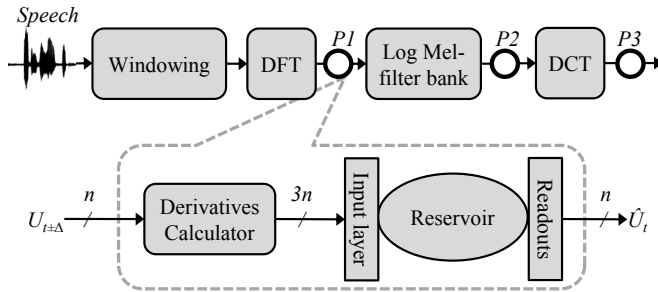 Speech
Windowing
DFT
P1
Log Mel-
filter bank
P2
DCT
P3
U_{t±Δ}
n
Derivatives
Calculator
3n
Input layer
Reservoir
Readouts
n
Û_t